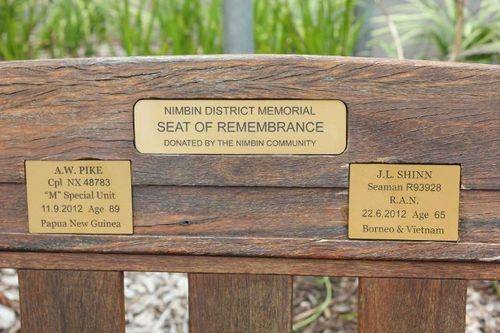 NIMBIN DISTRICT MEMORIAL
SEAT OF REMEMBRANCE
DONATED BY THE NIMBIN COMMUNITY
A.W. PIKE
Cpl NX 48783
"M" Special Unit
11.9.2012 Age 89
Papua New Guinea
J.L. SHINN
Seaman R93928
R.A.N.
22.6.2012 Age 65
Borneo & Vietnam